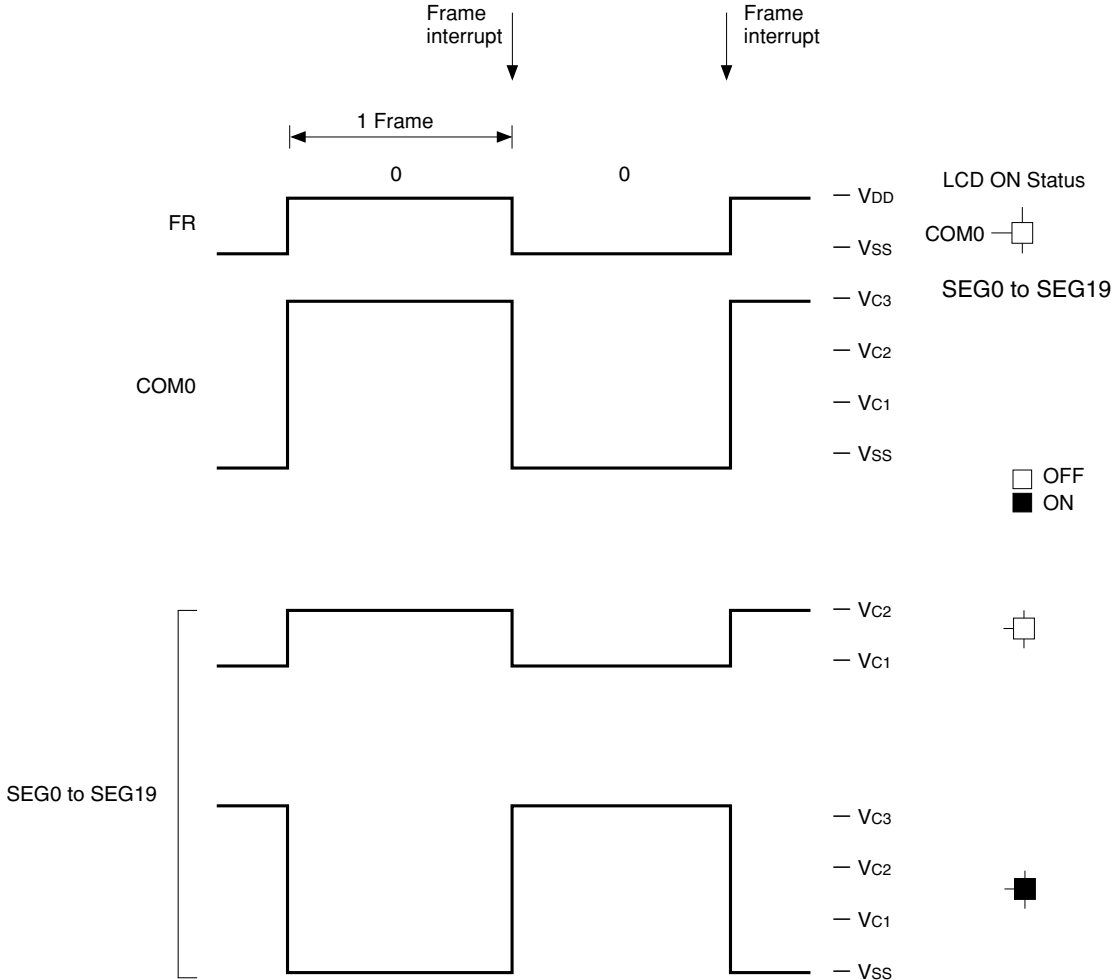 Frame
interrupt
Frame
interrupt
1 Frame
0
0
FR
VDD
VSS
LCD ON Status
COM0
SEG0 to SEG19
COM0
VC3
VC2
VC1
VSS
OFF
ON
SEG0 to SEG19
VC2
VC1
VC3
VC2
VC1
VSS